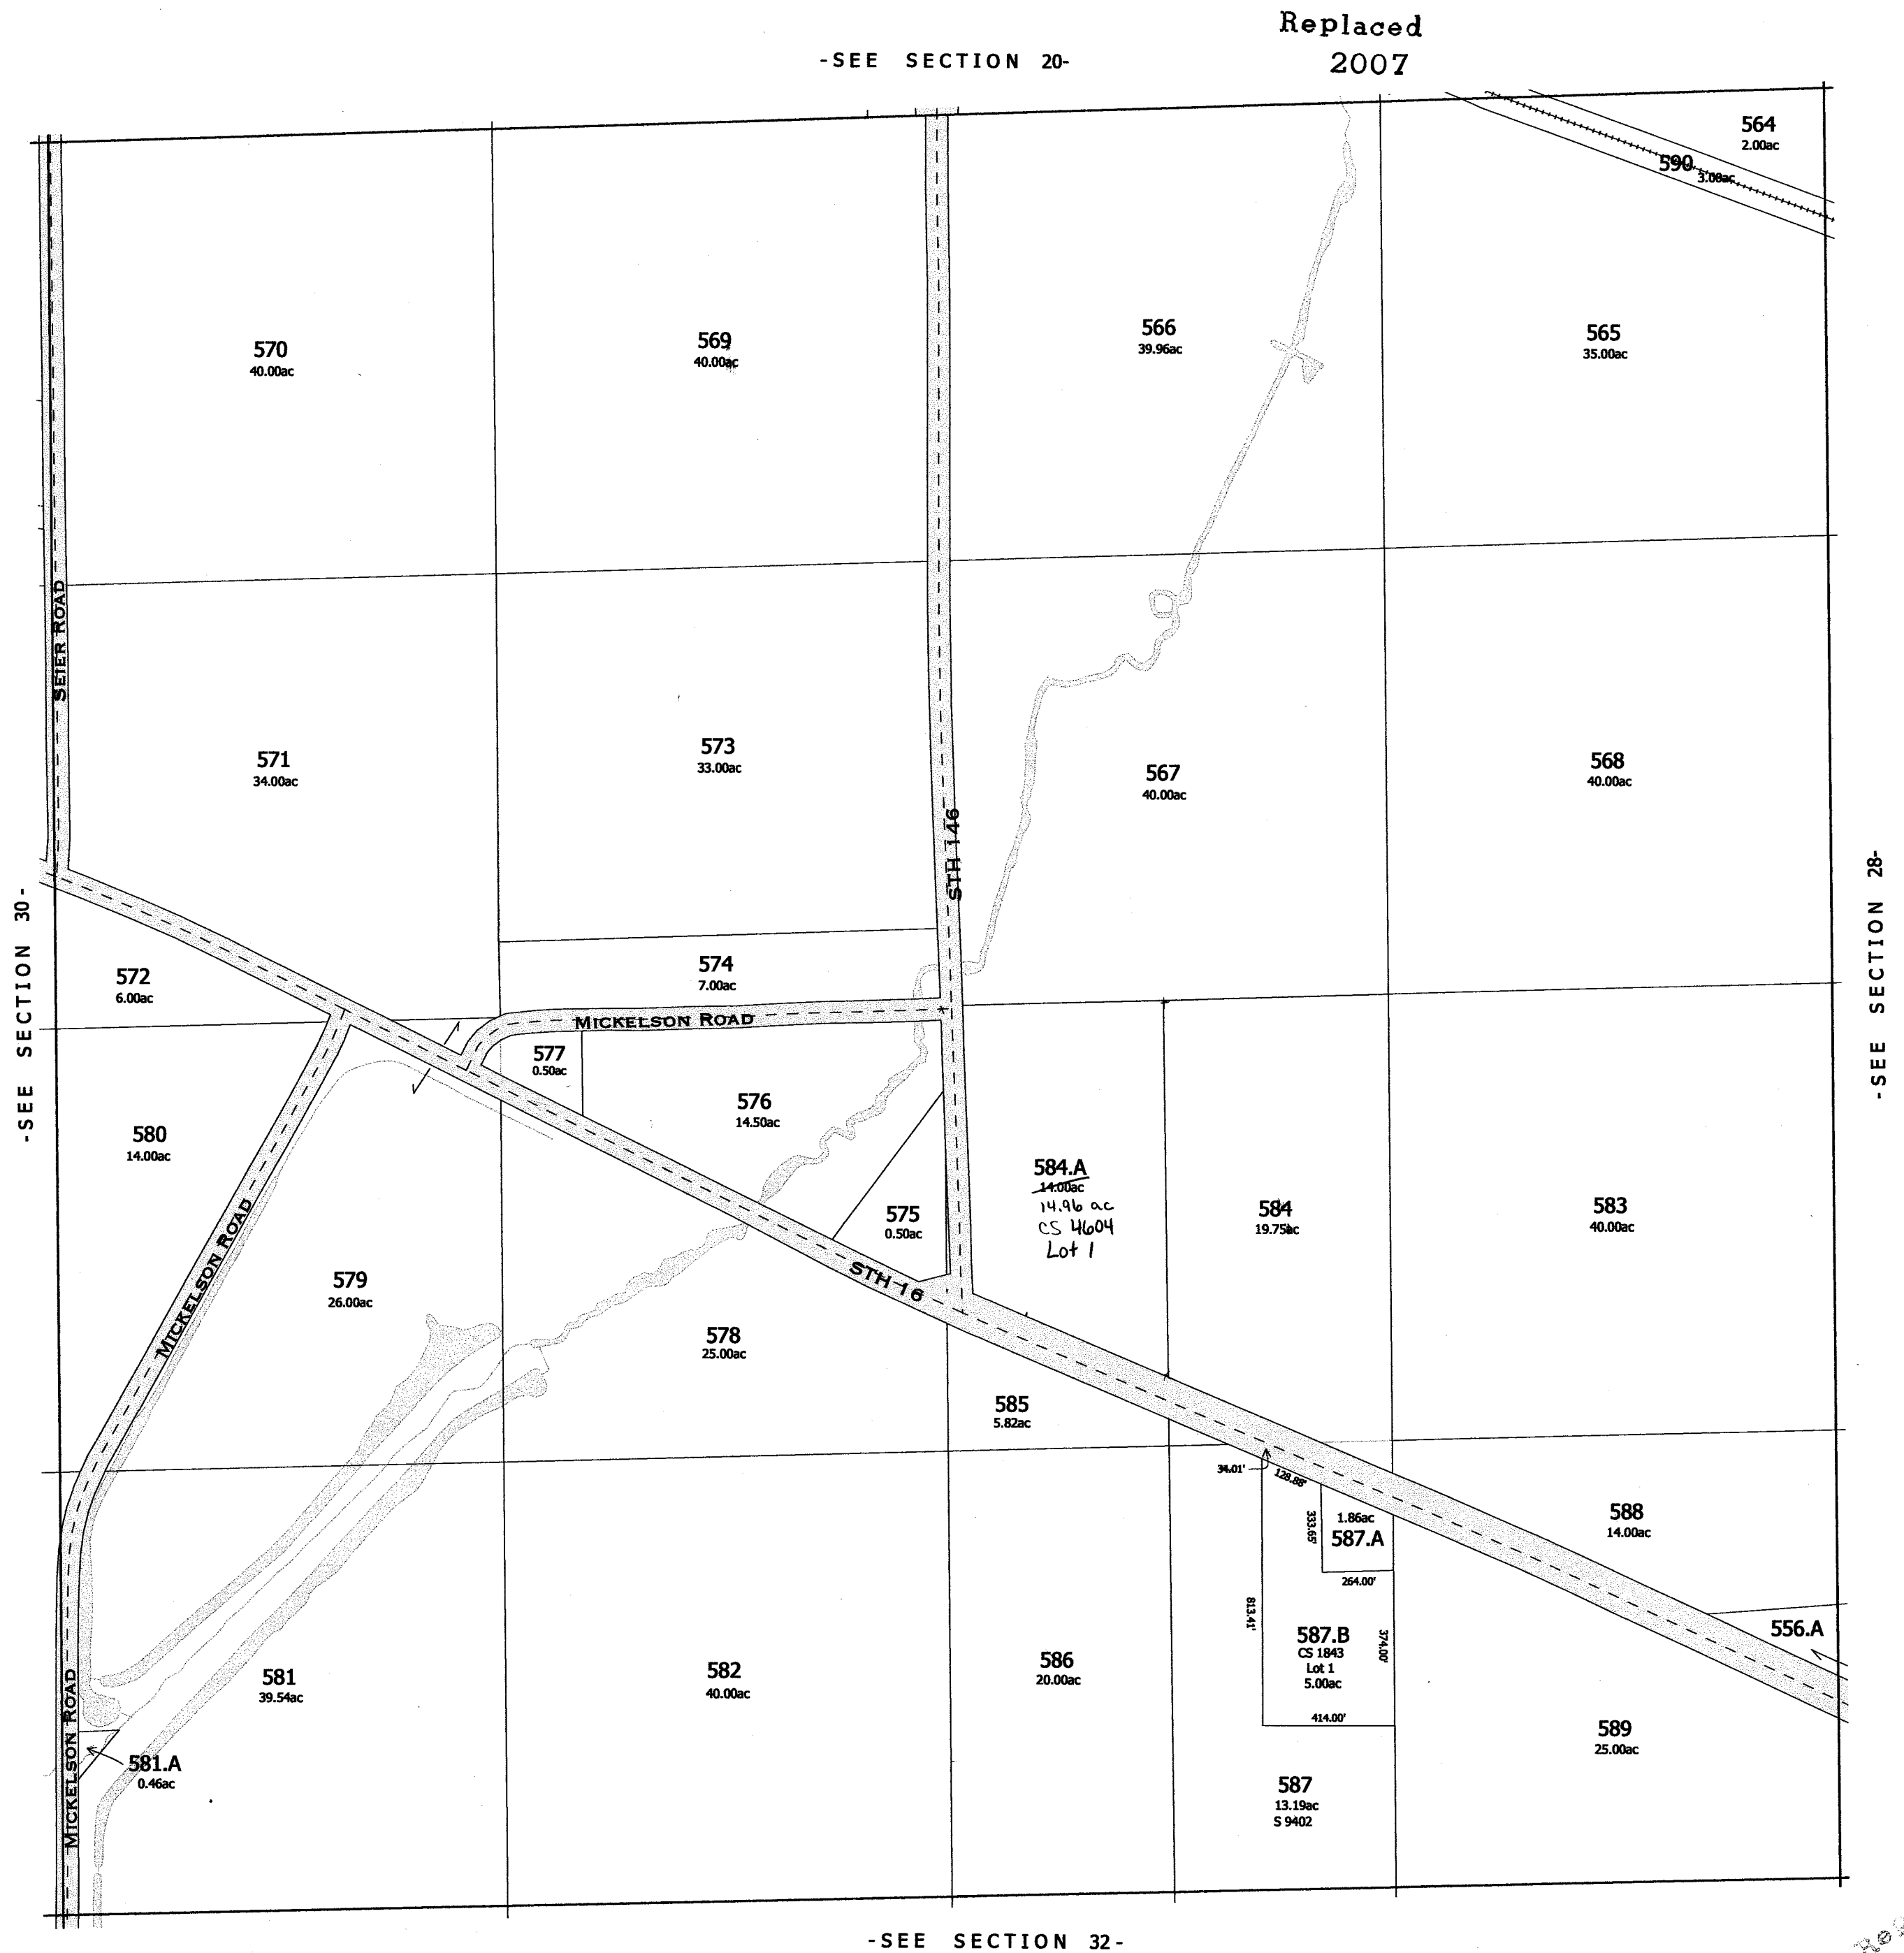 Replaced
2007
-SEE SECTION 20-
564
2.00ac
590
3.00ac
570
40.00ac
569
40.00ac
566
39.96ac
565
35.00ac
SEIER ROAD
571
34.00ac
573
33.00ac
STH 146
567
40.00ac
568
40.00ac
-SEE SECTION 30-
-SEE SECTION 28-
572
6.00ac
574
7.00ac
MICKELSON ROAD
577
0.50ac
576
14.50ac
580
14.00ac
584.A
14.00ac
14.96 ac
CS 4604
Lot 1
575
0.50ac
584
19.75ac
583
40.00ac
MICKELSON ROAD
579
26.00ac
STH 16
578
25.00ac
585
5.82ac
34.01'
128.88'
333.65'
1.86ac
587.A
264.00'
588
14.00ac
813.41'
587.B
CS 1843
Lot 1
5.00ac
374.00'
414.00'
556.A
MICKELSON ROAD
581
39.54ac
582
40.00ac
586
20.00ac
589
25.00ac
581.A
0.46ac
587
13.19ac
S 9402
-SEE SECTION 32-